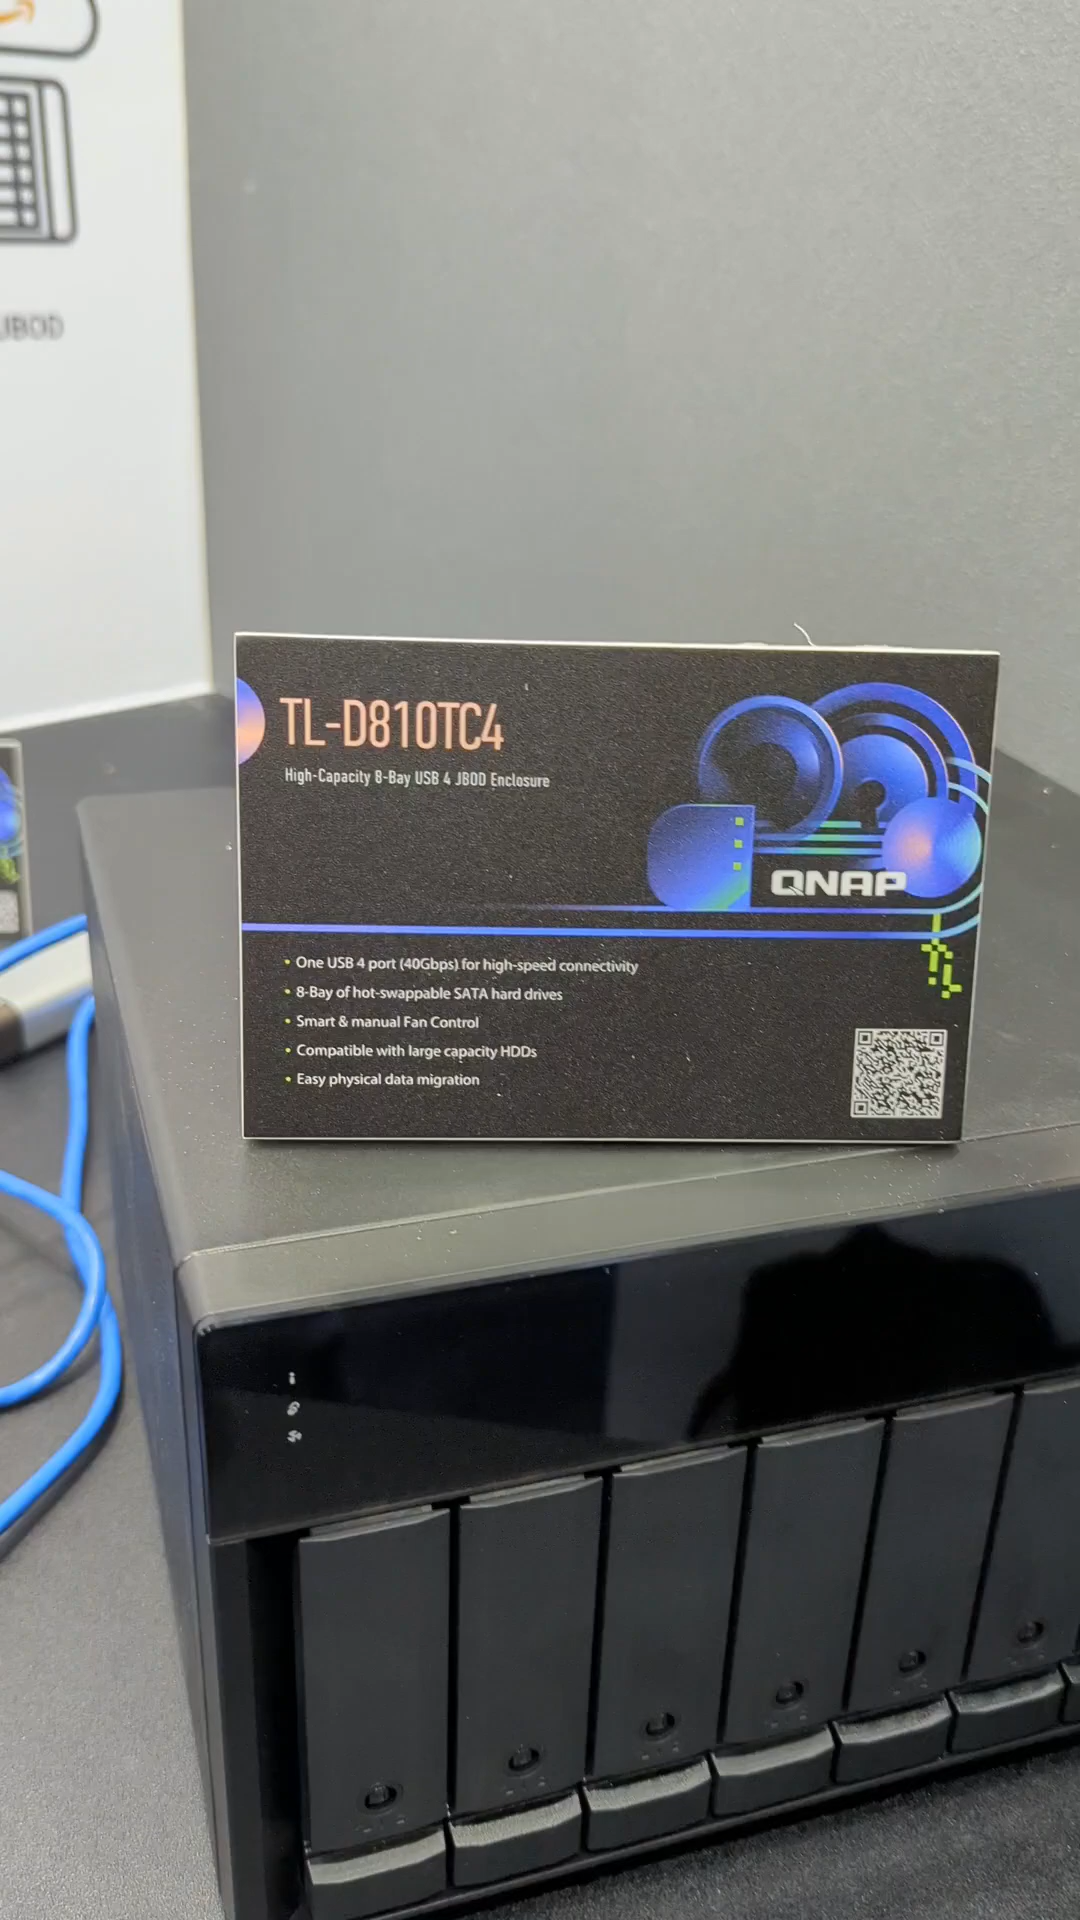 JBOD
TL-D810TC4
High-Capacity 8-Bay USB 4 JBOD Enclosure
QNAP
• One USB 4 port (40Gbps) for high-speed connectivity
• 8-Bay of hot-swappable SATA hard drives
• Smart & manual Fan Control
• Compatible with large capacity HDDs
• Easy physical data migration